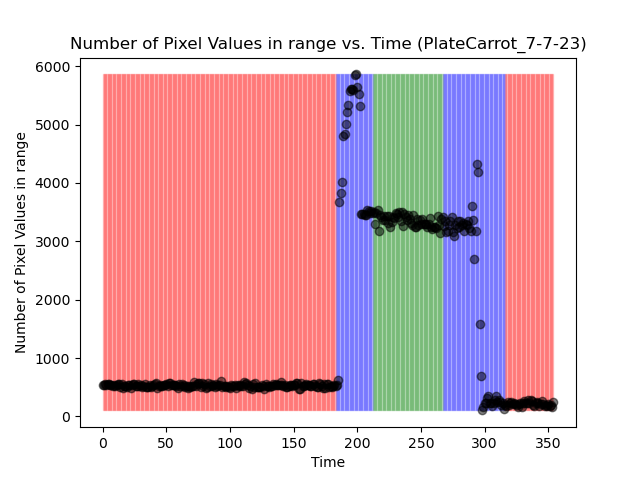 Number of Pixel Values in range vs. Time (PlateCarrot_7-7-23)
Number of Pixel Values in range
6000
5000
4000
3000
2000
1000
0
0 50 100 150 200 250 300 350
Time